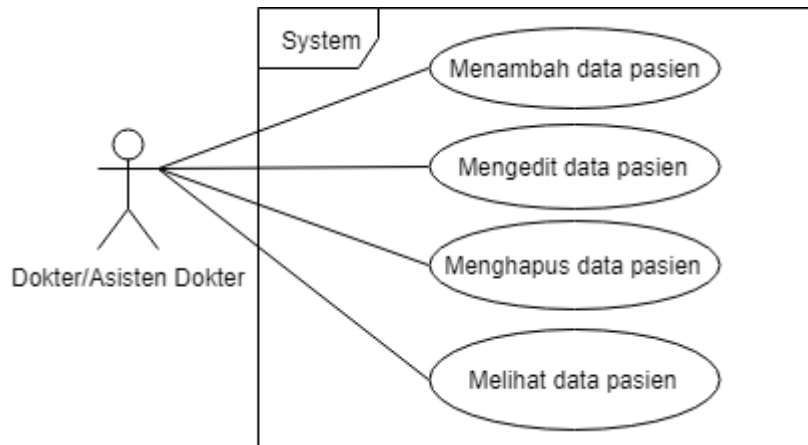 System
Menambah data pasien
Mengedit data pasien
Menghapus data pasien
Dokter/Asisten Dokter
Melihat data pasien